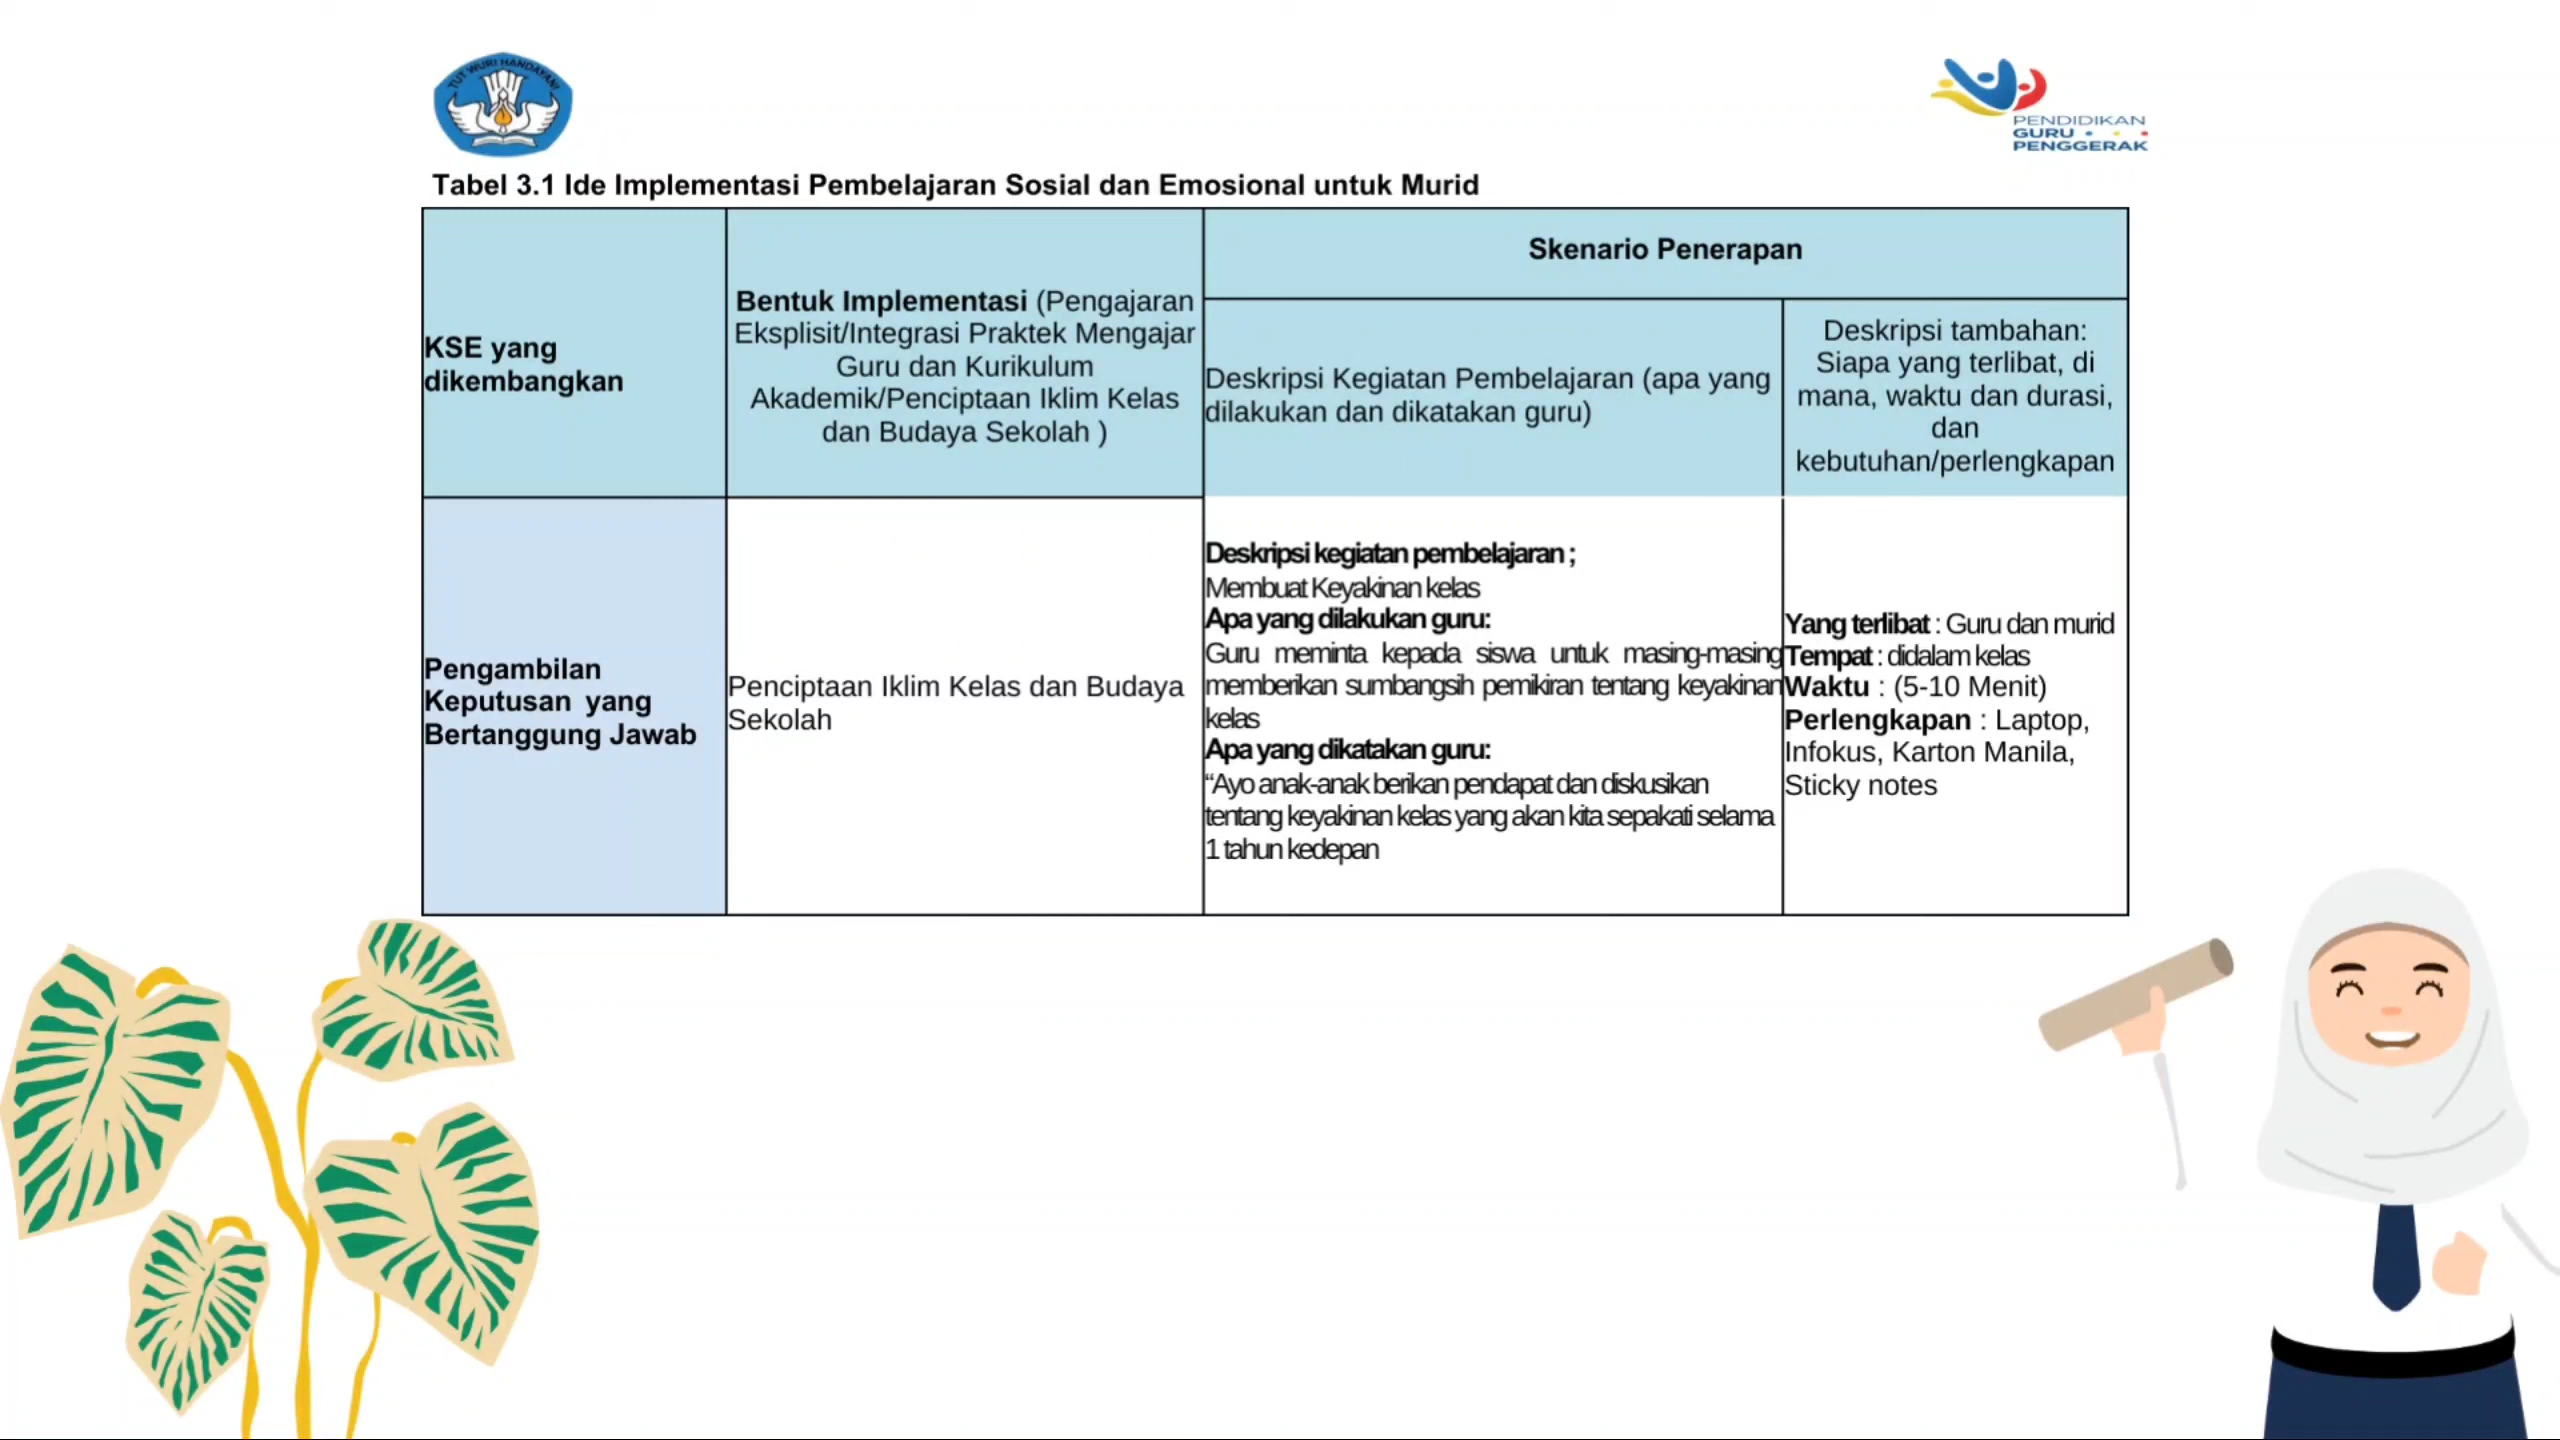 TUT WURI HANDAYANI
PENDIDIKAN
GURU
PENGGERAK
Tabel 3.1 Ide Implementasi Pembelajaran Sosial dan Emosional untuk Murid
KSE yang
dikembangkan
Bentuk Implementasi (Pengajaran
Eksplisit/Integrasi Praktek Mengajar
Guru dan Kurikulum
Akademik/Penciptaan Iklim Kelas
dan Budaya Sekolah )
Skenario Penerapan
Deskripsi Kegiatan Pembelajaran (apa yang
dilakukan dan dikatakan guru)
Deskripsi tambahan:
Siapa yang terlibat, di
mana, waktu dan durasi,
dan
kebutuhan/perlengkapan
Pengambilan
Keputusan yang
Bertanggung Jawab
Penciptaan Iklim Kelas dan Budaya
Sekolah
Deskripsi kegiatan pembelajaran ;
Membuat Keyakinan kelas
Apa yang dilakukan guru:
Guru meminta kepada siswa untuk masing-masing
memberikan sumbangsih pemikiran tentang keyakinan
kelas
Apa yang dikatakan guru:
“Ayo anak-anak berikan pendapat dan diskusikan
tentang keyakinan kelas yang akan kita sepakati selama
1 tahun kedepan
Yang terlibat : Guru dan murid
Tempat : didalam kelas
Waktu : (5-10 Menit)
Perlengkapan : Laptop,
Infokus, Karton Manila,
Sticky notes